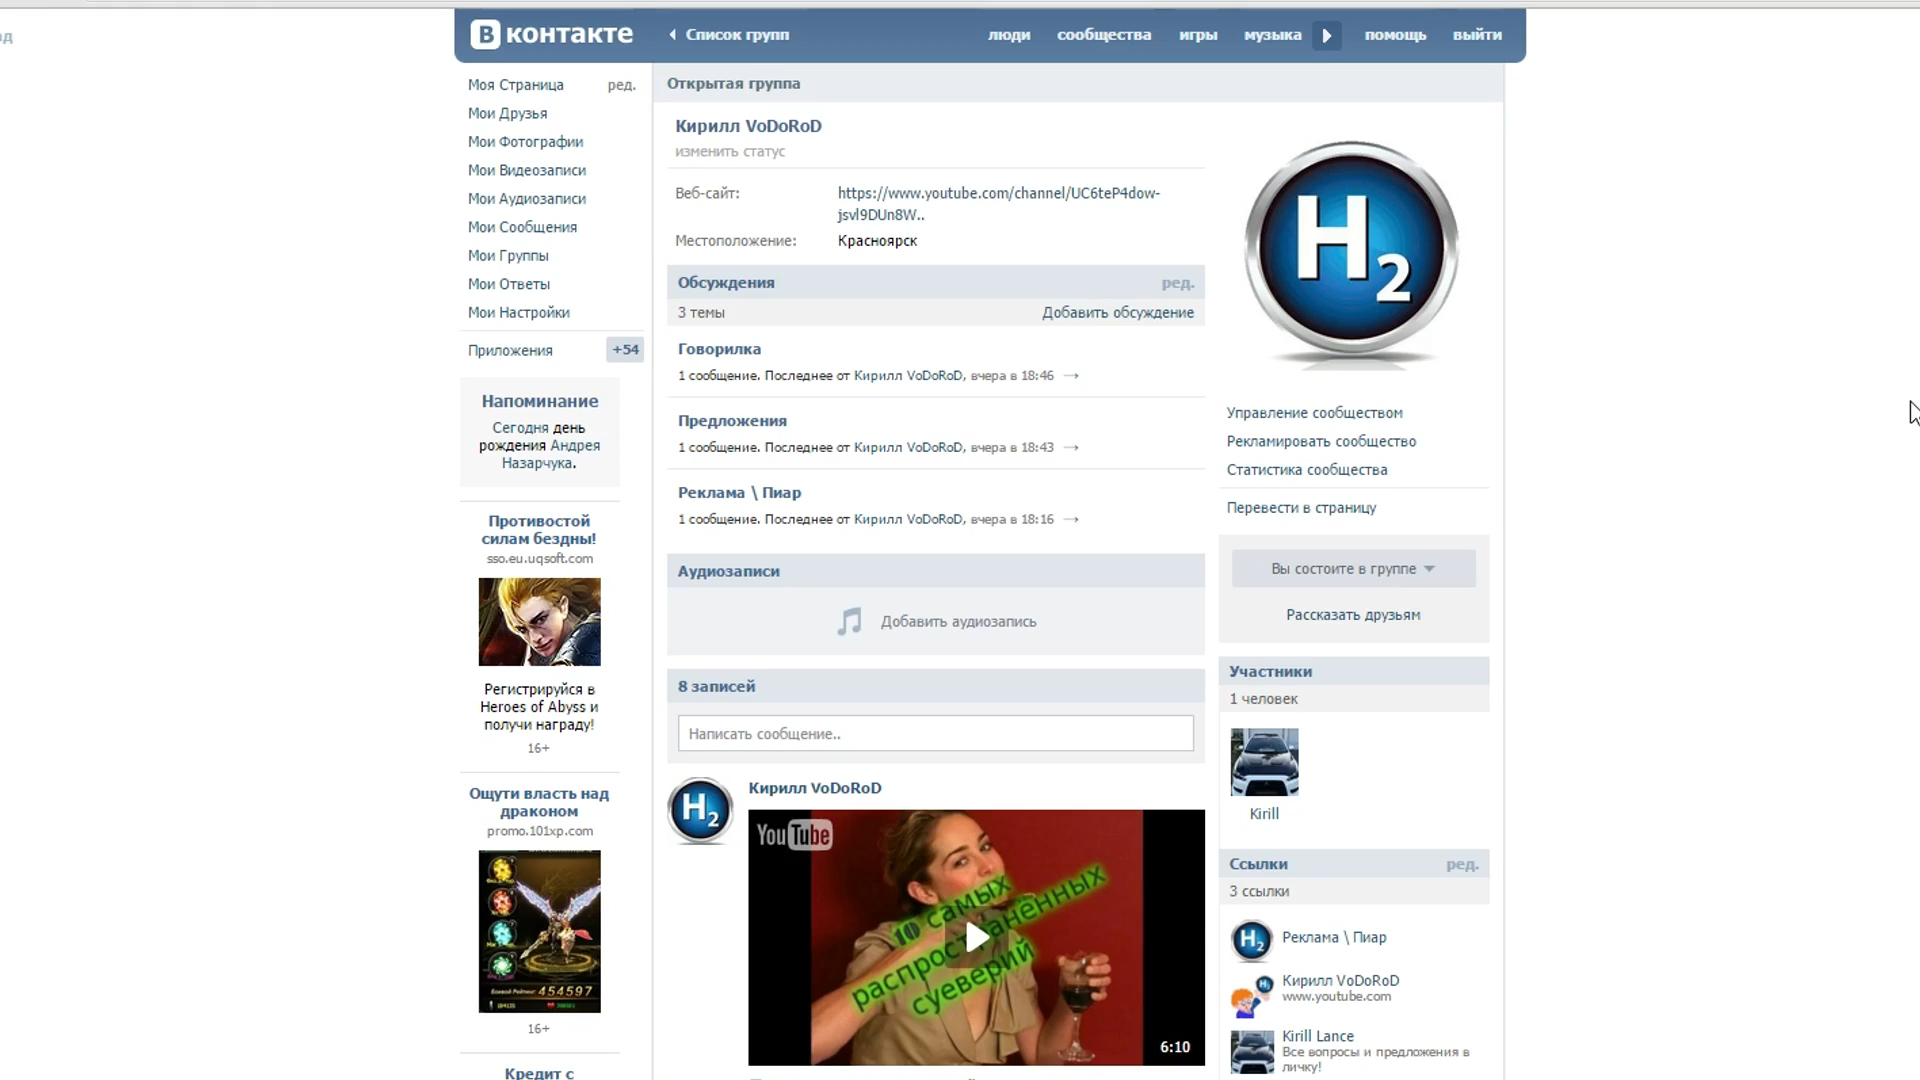 ад
В контакте
Список групп
люди сообщества игры музыка помощь выйти
Моя Страница ред.
Мои Друзья
Мои Фотографии
Мои Видеозаписи
Мои Аудиозаписи
Мои Сообщения
Мои Группы
Мои Ответы
Мои Настройки
Приложения +54
Напоминание
Сегодня день
рождения Андрея
Назарчука.
Противостой
силам бездны!
sso.eu.uqsoft.com
Регистрируйся в
Heroes of Abyss и
получи награду!
16+
Ощути власть над
драконом
promo.101xp.com
Боевой Рейтинг: 454597
16+
Кредит с
Открытая группа
Кирилл VoDoRoD
изменить статус
Веб-сайт: https://www.youtube.com/channel/UC6teP4dow-
jsvl9DUn8W..
Местоположение: Красноярск
Обсуждения ред.
3 темы Добавить обсуждение
Говорилка
1 сообщение. Последнее от Кирилл VoDoRoD, вчера в 18:46 →
Предложения
1 сообщение. Последнее от Кирилл VoDoRoD, вчера в 18:43 →
Реклама \ Пиар
1 сообщение. Последнее от Кирилл VoDoRoD, вчера в 18:16 →
Аудиозаписи
Добавить аудиозапись
8 записей
Написать сообщение..
H2
Кирилл VoDoRoD
YouTube
10 самых
распространённых
суеверий
6:10
H2
Управление сообществом
Рекламировать сообщество
Статистика сообщества
Перевести в страницу
Вы состоите в группе
Рассказать друзьям
Участники
1 человек
Kirill
Ссылки ред.
3 ссылки
H2
Реклама \ Пиар
Кирилл VoDoRoD
www.youtube.com
Kirill Lance
Все вопросы и предложения в
личку!